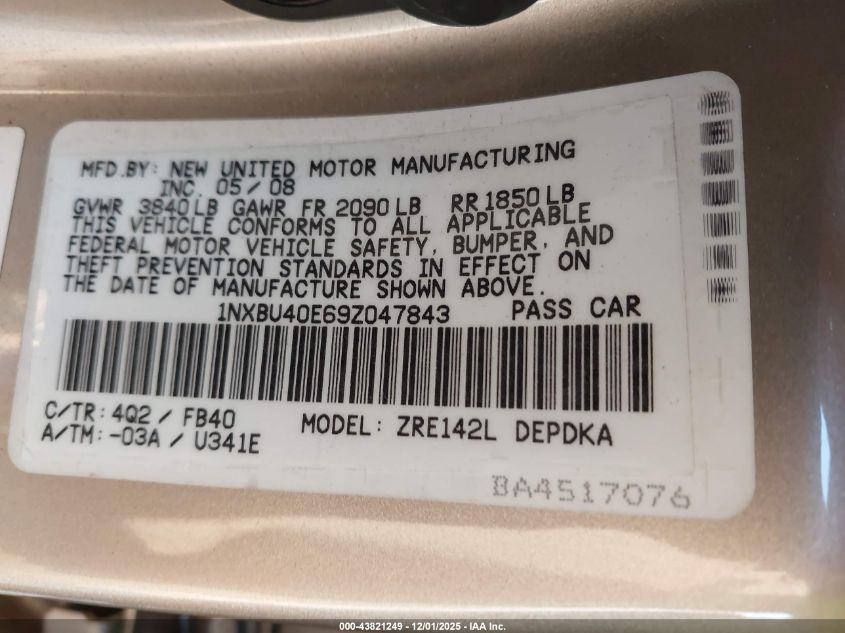 MFD.BY: NEW UNITED MOTOR MANUFACTURING
INC. 05/08
GVWR 3840 LB GAWR FR 2090 LB RR 1850 LB
THIS VEHICLE CONFORMS TO ALL APPLICABLE
FEDERAL MOTOR VEHICLE SAFETY, BUMPER, AND
THEFT PREVENTION STANDARDS IN EFFECT ON
THE DATE OF MANUFACTURE SHOWN ABOVE.
1NXBU40E69Z047843 PASS CAR
C/TR: 4Q2 / FB40
A/TM: -03A / U341E
MODEL: ZRE142L DEPDKA
BA4517076
000-43821249 - 12/01/2025 - IAA Inc.